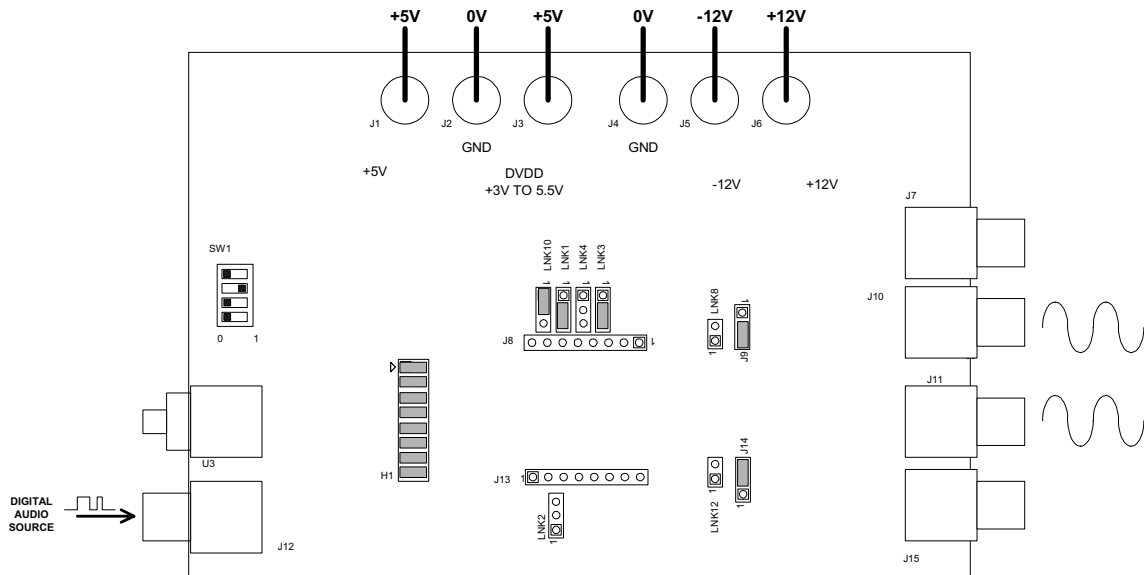 +5V 0V +5V 0V -12V +12V
J1 J2 J3 J4 J5 J6
GND GND
+5V
DVDD
+3V TO 5.5V
-12V +12V
J7
SW1
LNK10 LNK1 LNK4 LNK3
1 1 1 1
LNK8
1
J10
0 1
J8
1
1
J9
J11
U3
H1
J14
J13
1
1
1
DIGITAL
AUDIO
SOURCE
LNK2
1
LNK12
J12
J15